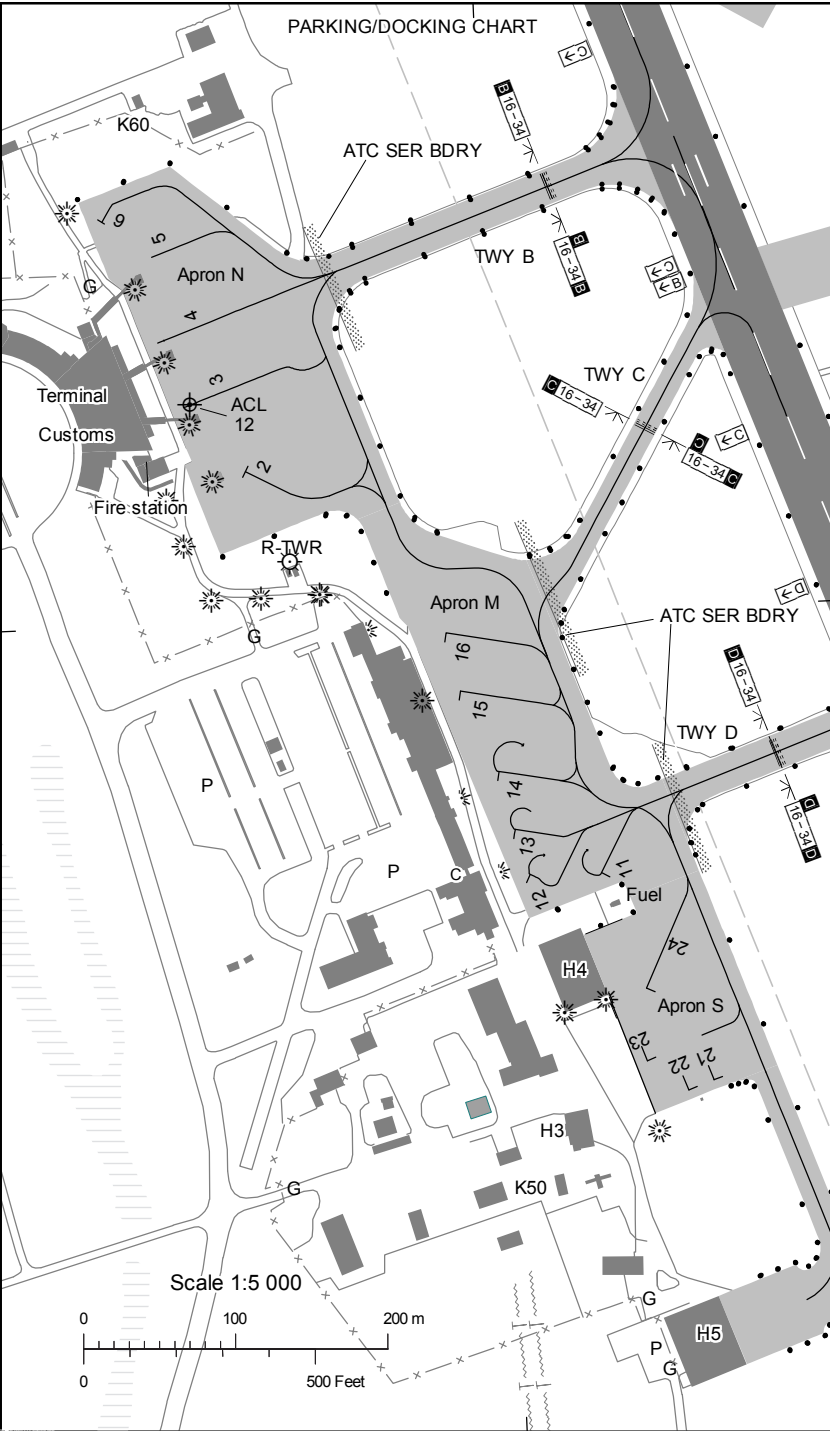 PARKING/DOCKING CHART
C
B 16-34
K60
ATC SER BDRY
6
5
Apron N
TWY B
16-34 B
B
C
B
G
4
3
TWY C
C 16-34
Terminal
Customs
ACL
12
C
16-34 C
C
2
Fire station
R-TWR
D
Apron M
ATC SER BDRY
G
16
D 16-34
15
TWY D
P
14
D
16-34 D
13
P
C
12
11
Fuel
24
H4
Apron S
23
22
21
H3
G
K50
Scale 1:5 000
0
100
200 m
0
500 Feet
G
H5
P
G